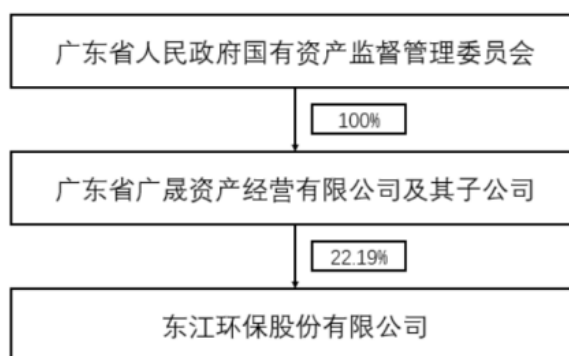 广东省人民政府国有资产监督管理委员会
100%
广东省广晟资产经营有限公司及其子公司
22.19%
东江环保股份有限公司